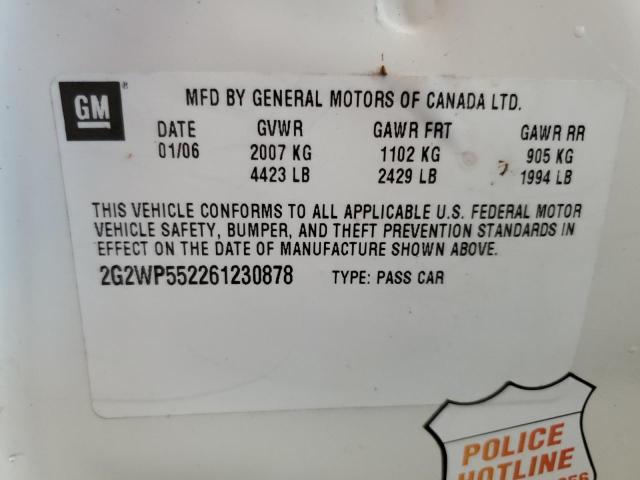 GM
MFD BY GENERAL MOTORS OF CANADA LTD.
DATE GVWR GAWR FRT GAWR RR
01/06 2007 KG 1102 KG 905 KG
4423 LB 2429 LB 1994 LB
THIS VEHICLE CONFORMS TO ALL APPLICABLE U.S. FEDERAL MOTOR
VEHICLE SAFETY, BUMPER, AND THEFT PREVENTION STANDARDS IN
EFFECT ON THE DATE OF MANUFACTURE SHOWN ABOVE.
2G2WP552261230878 TYPE: PASS CAR
POLICE
HOTLINE